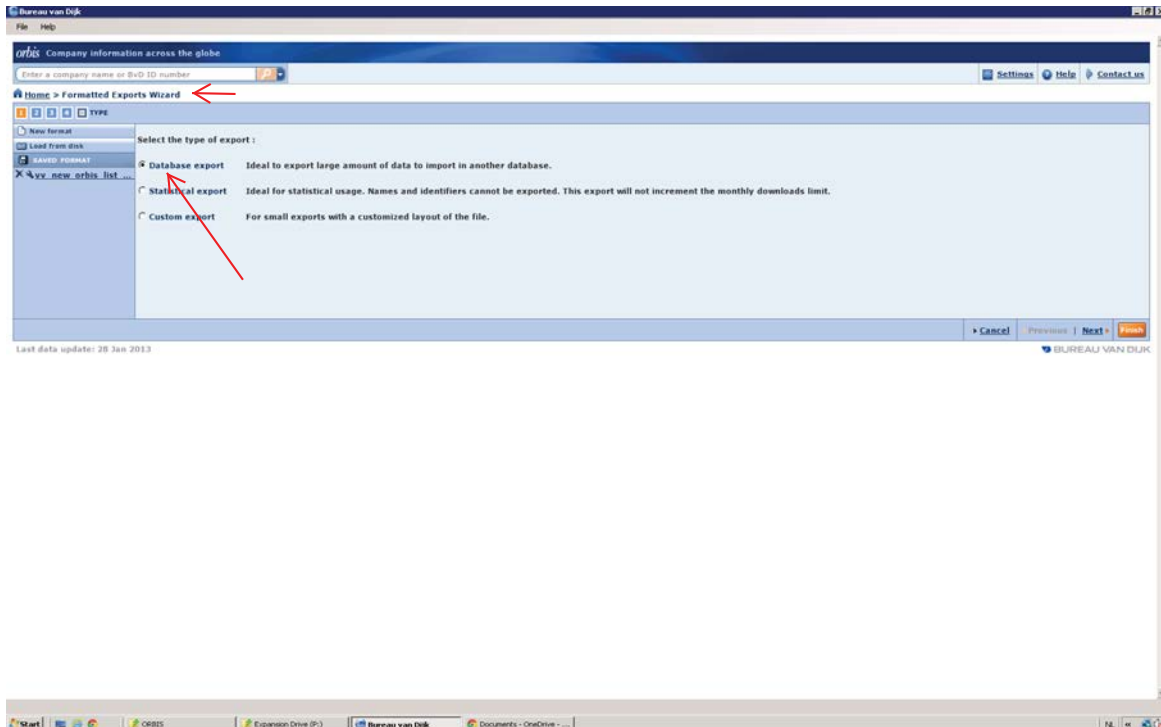 Bureau van Dijk
File Help
orbis Company information across the globe
Enter a company name or BvD ID number
Settings Help Contact us
Home > Formatted Exports Wizard
1 2 3 4 TYPE
New format
Load from disk
SAVED FORMAT
vv_new_orbis_list_...
Select the type of export :
Database export Ideal to export large amount of data to import in another database.
Statistical export Ideal for statistical usage. Names and identifiers cannot be exported. This export will not increment the monthly downloads limit.
Custom export For small exports with a customized layout of the file.
Cancel Previous | Next Finish
Last data update: 28 Jan 2013
BUREAU VAN DIJK
Start ORBIS Expansion Drive (P:) Bureau van Dijk Documents - OneDrive - ... NL «